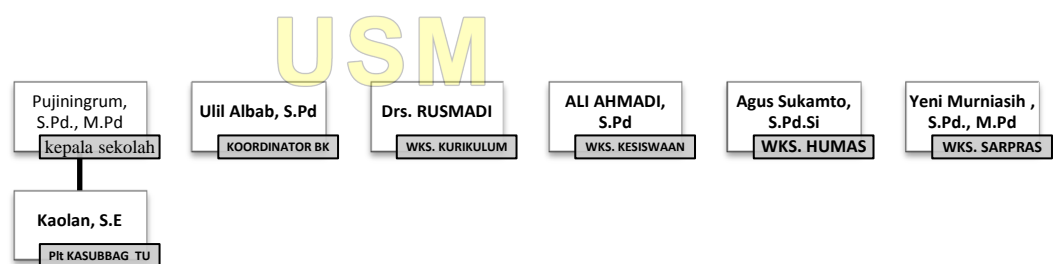 USM
Pujiningrum,
S.Pd., M.Pd
kepala sekolah
Ulil Albab, S.Pd
KOORDINATOR BK
Drs. RUSMADI
WKS. KURIKULUM
ALI AHMADI,
S.Pd
WKS. KESISWAAN
Agus Sukamto,
S.Pd.Si
WKS. HUMAS
Yeni Murniasih ,
S.Pd., M.Pd
WKS. SARPRAS
Kaolan, S.E
Plt KASUBBAG TU